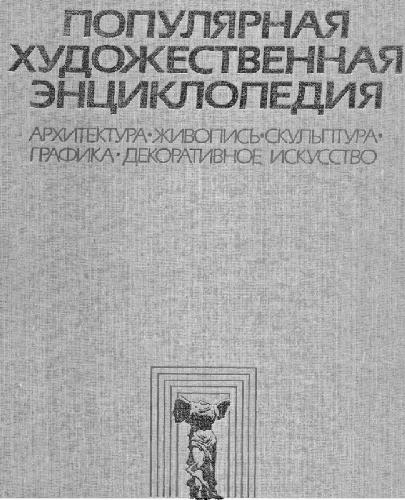 ПОПУЛЯРНАЯ
ХУДОЖЕСТВЕННАЯ
ЭНЦИКЛОПЕДИЯ
АРХИТЕКТУРА·ЖИВОПИСЬ·СКУЛЬПТУРА·
ГРАФИКА·ДЕКОРАТИВНОЕ ИСКУССТВО